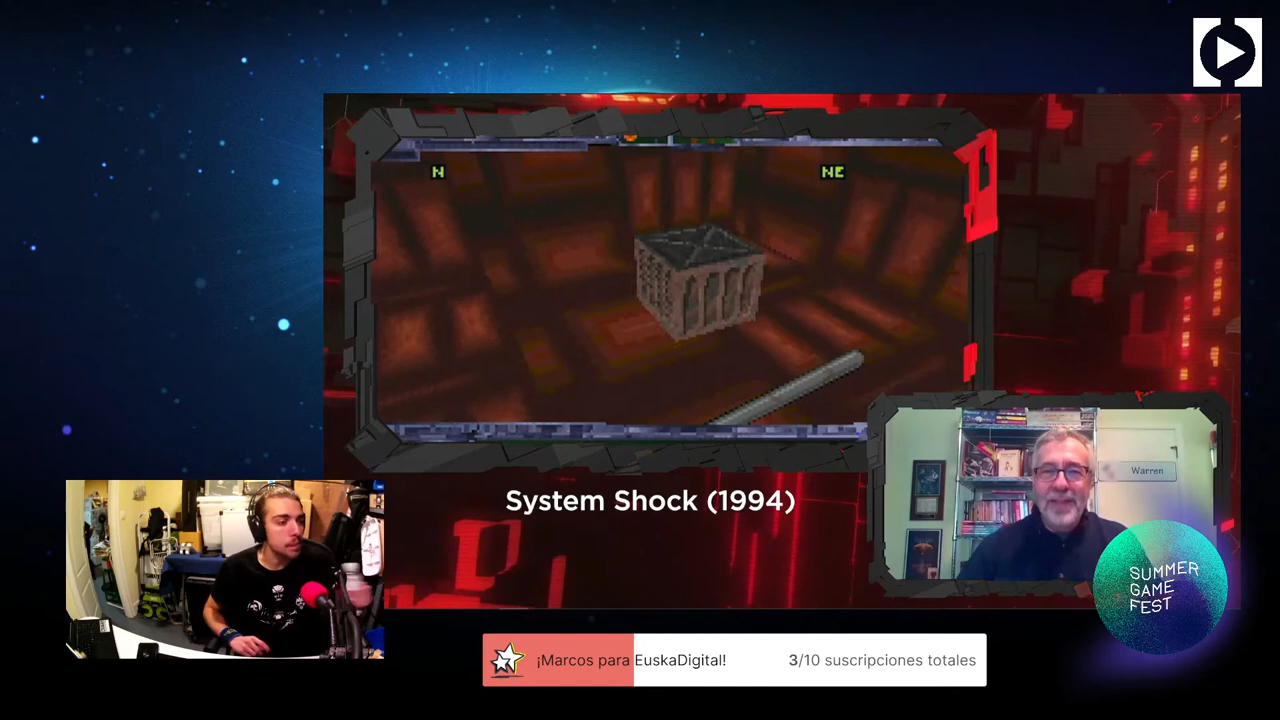 N
NE
System Shock (1994)
Warren
SUMMER
GAME
FEST
¡Marcos para EuskaDigital!
3/10 suscripciones totales